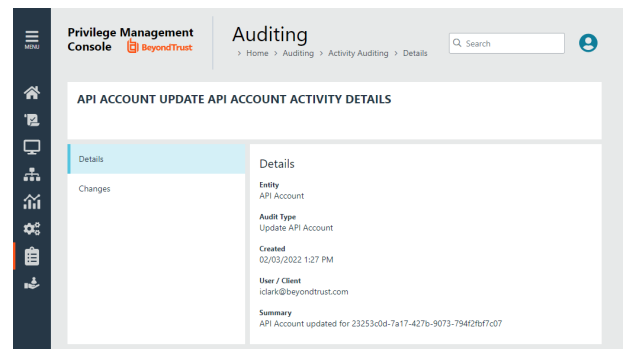 MENU
Privilege Management
Console BeyondTrust
Auditing
> Home > Auditing > Activity Auditing > Details
Search
API ACCOUNT UPDATE API ACCOUNT ACTIVITY DETAILS
Details
Changes
Details
Entity
API Account
Audit Type
Update API Account
Created
02/03/2022 1:27 PM
User / Client
iclark@beyondtrust.com
Summary
API Account updated for 23253c0d-7a17-427b-9073-794f2fbf7c07